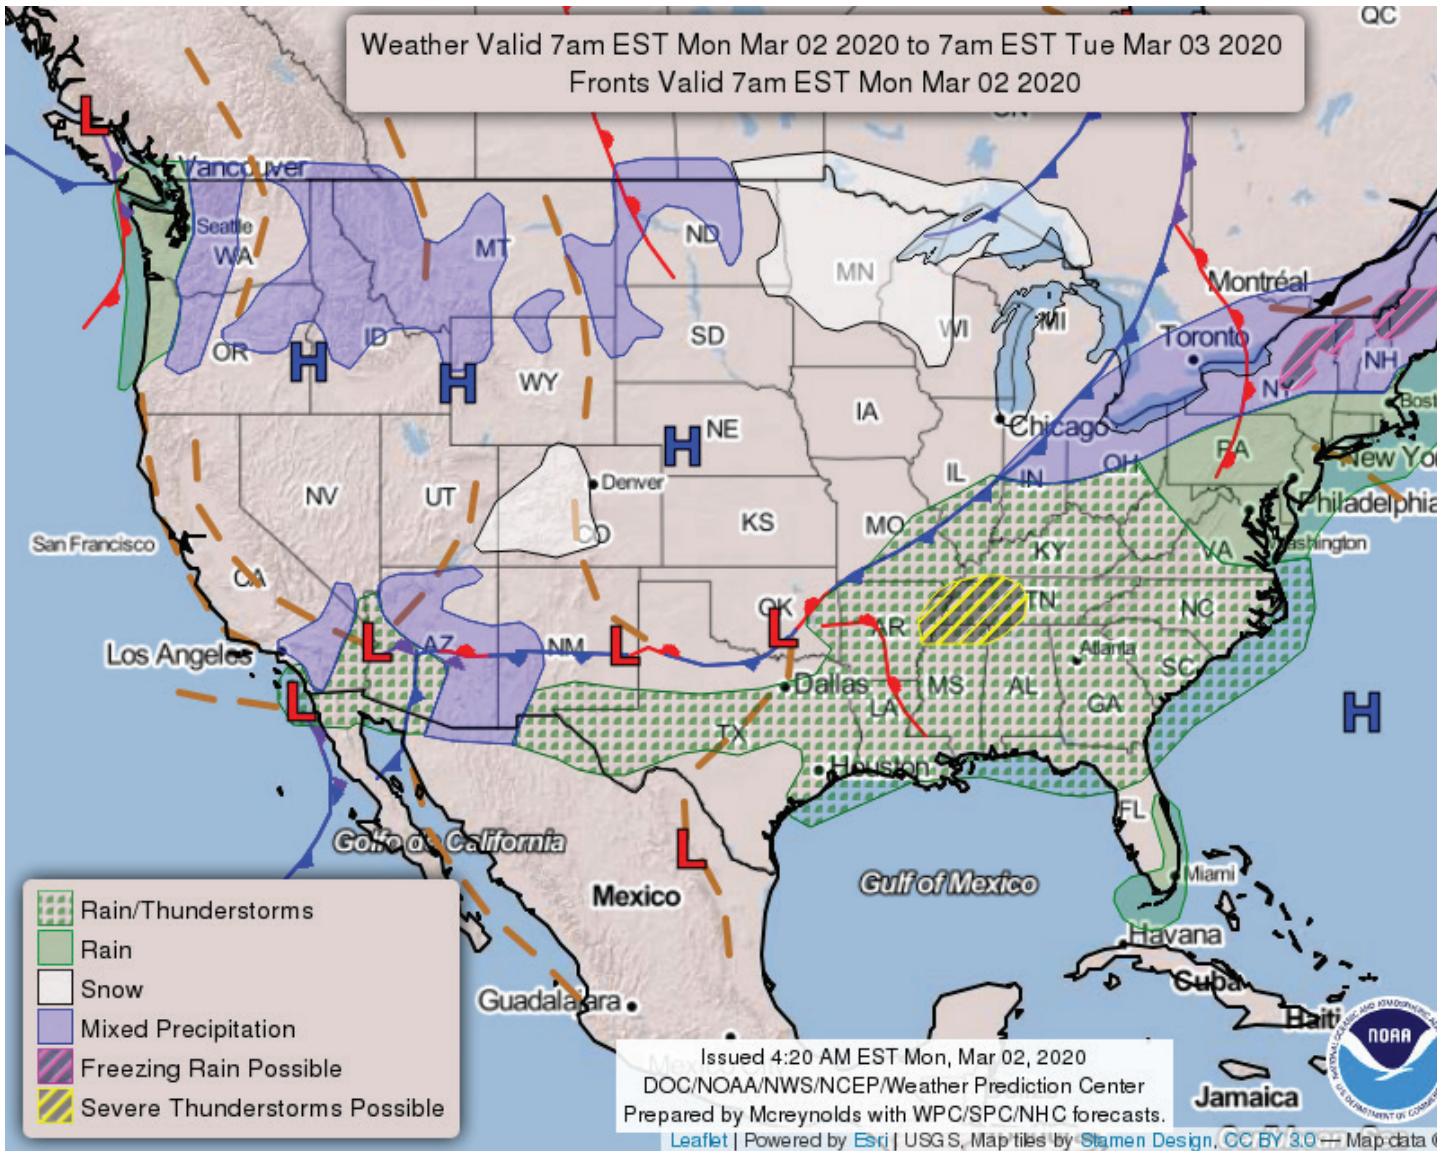 QC
Weather Valid 7am EST Mon Mar 02 2020 to 7am EST Tue Mar 03 2020
Fronts Valid 7am EST Mon Mar 02 2020
L
Vancouver
Seattle
WA
MT
ND
MN
Montréal
OR
ID
SD
WI
MI
Toronto
NH
NY
H
H
WY
IA
Chicago
H
NE
PA
IL
IN
OH
NV
UT
Denver
CO
KS
MO
KY
VA
Philadelphia
San Francisco
CA
OK
TN
NC
Los Angeles
L
AZ
NM
L
L
AR
Atlanta
SC
L
Dallas
LA
MS
AL
GA
H
TX
Houston
FL
Golfo de California
L
Mexico
Gulf of Mexico
Miami
Havana
Cuba
Haiti
Guadalajara
Jamaica
NOAA
Rain/Thunderstorms
Rain
Snow
Mixed Precipitation
Freezing Rain Possible
Severe Thunderstorms Possible
Issued 4:20 AM EST Mon, Mar 02, 2020
DOC/NOAA/NWS/NCEP/Weather Prediction Center
Prepared by Mcreynolds with WPC/SPC/NHC forecasts.
Leaflet | Powered by Esri | USGS, Map tiles by Stamen Design, CC BY 3.0 — Map data ©